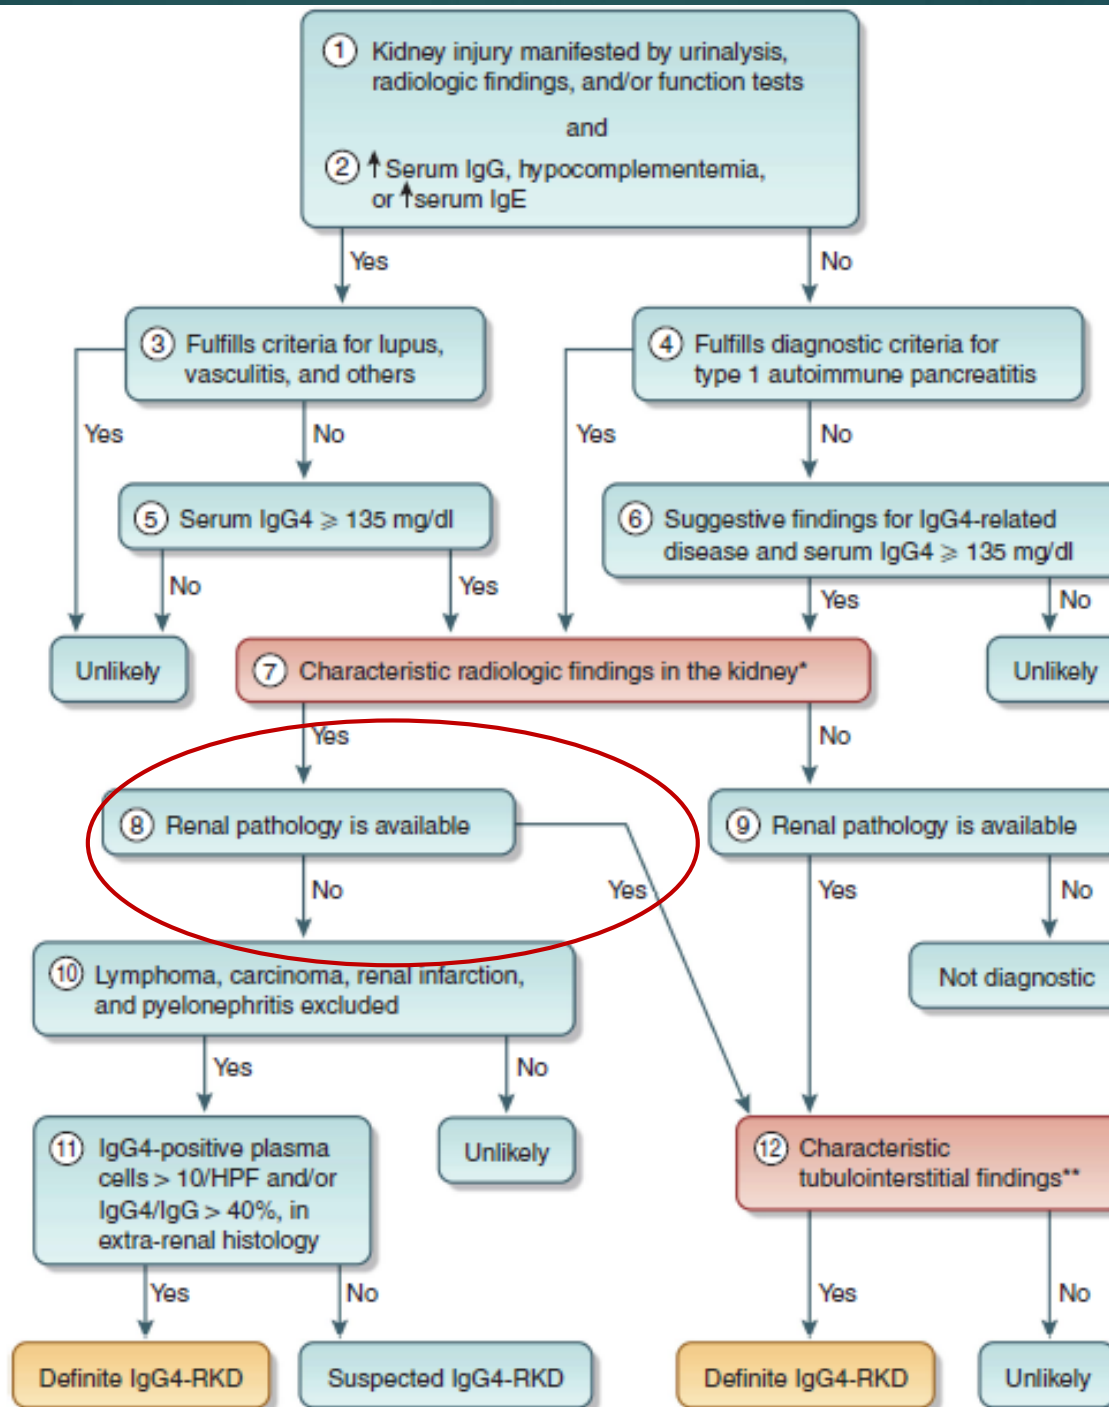 ① Kidney injury manifested by urinalysis,
radiologic findings, and/or function tests
and
② ↑ Serum IgG, hypocomplementemia,
or ↑serum IgE
Yes
No
③ Fulfills criteria for lupus,
vasculitis, and others
④ Fulfills diagnostic criteria for
type 1 autoimmune pancreatitis
Yes
No
Yes
No
⑤ Serum IgG4 ⩾ 135 mg/dl
⑥ Suggestive findings for IgG4-related
disease and serum IgG4 ⩾ 135 mg/dl
No
Yes
Yes
No
Unlikely
⑦ Characteristic radiologic findings in the kidney*
Unlikely
Yes
No
⑧ Renal pathology is available
⑨ Renal pathology is available
No
Yes
Yes
No
⑩ Lymphoma, carcinoma, renal infarction,
and pyelonephritis excluded
Not diagnostic
Yes
No
⑪ IgG4-positive plasma
cells > 10/HPF and/or
IgG4/IgG > 40%, in
extra-renal histology
Unlikely
⑫ Characteristic
tubulointerstitial findings**
Yes
No
Yes
No
Definite IgG4-RKD
Suspected IgG4-RKD
Definite IgG4-RKD
Unlikely